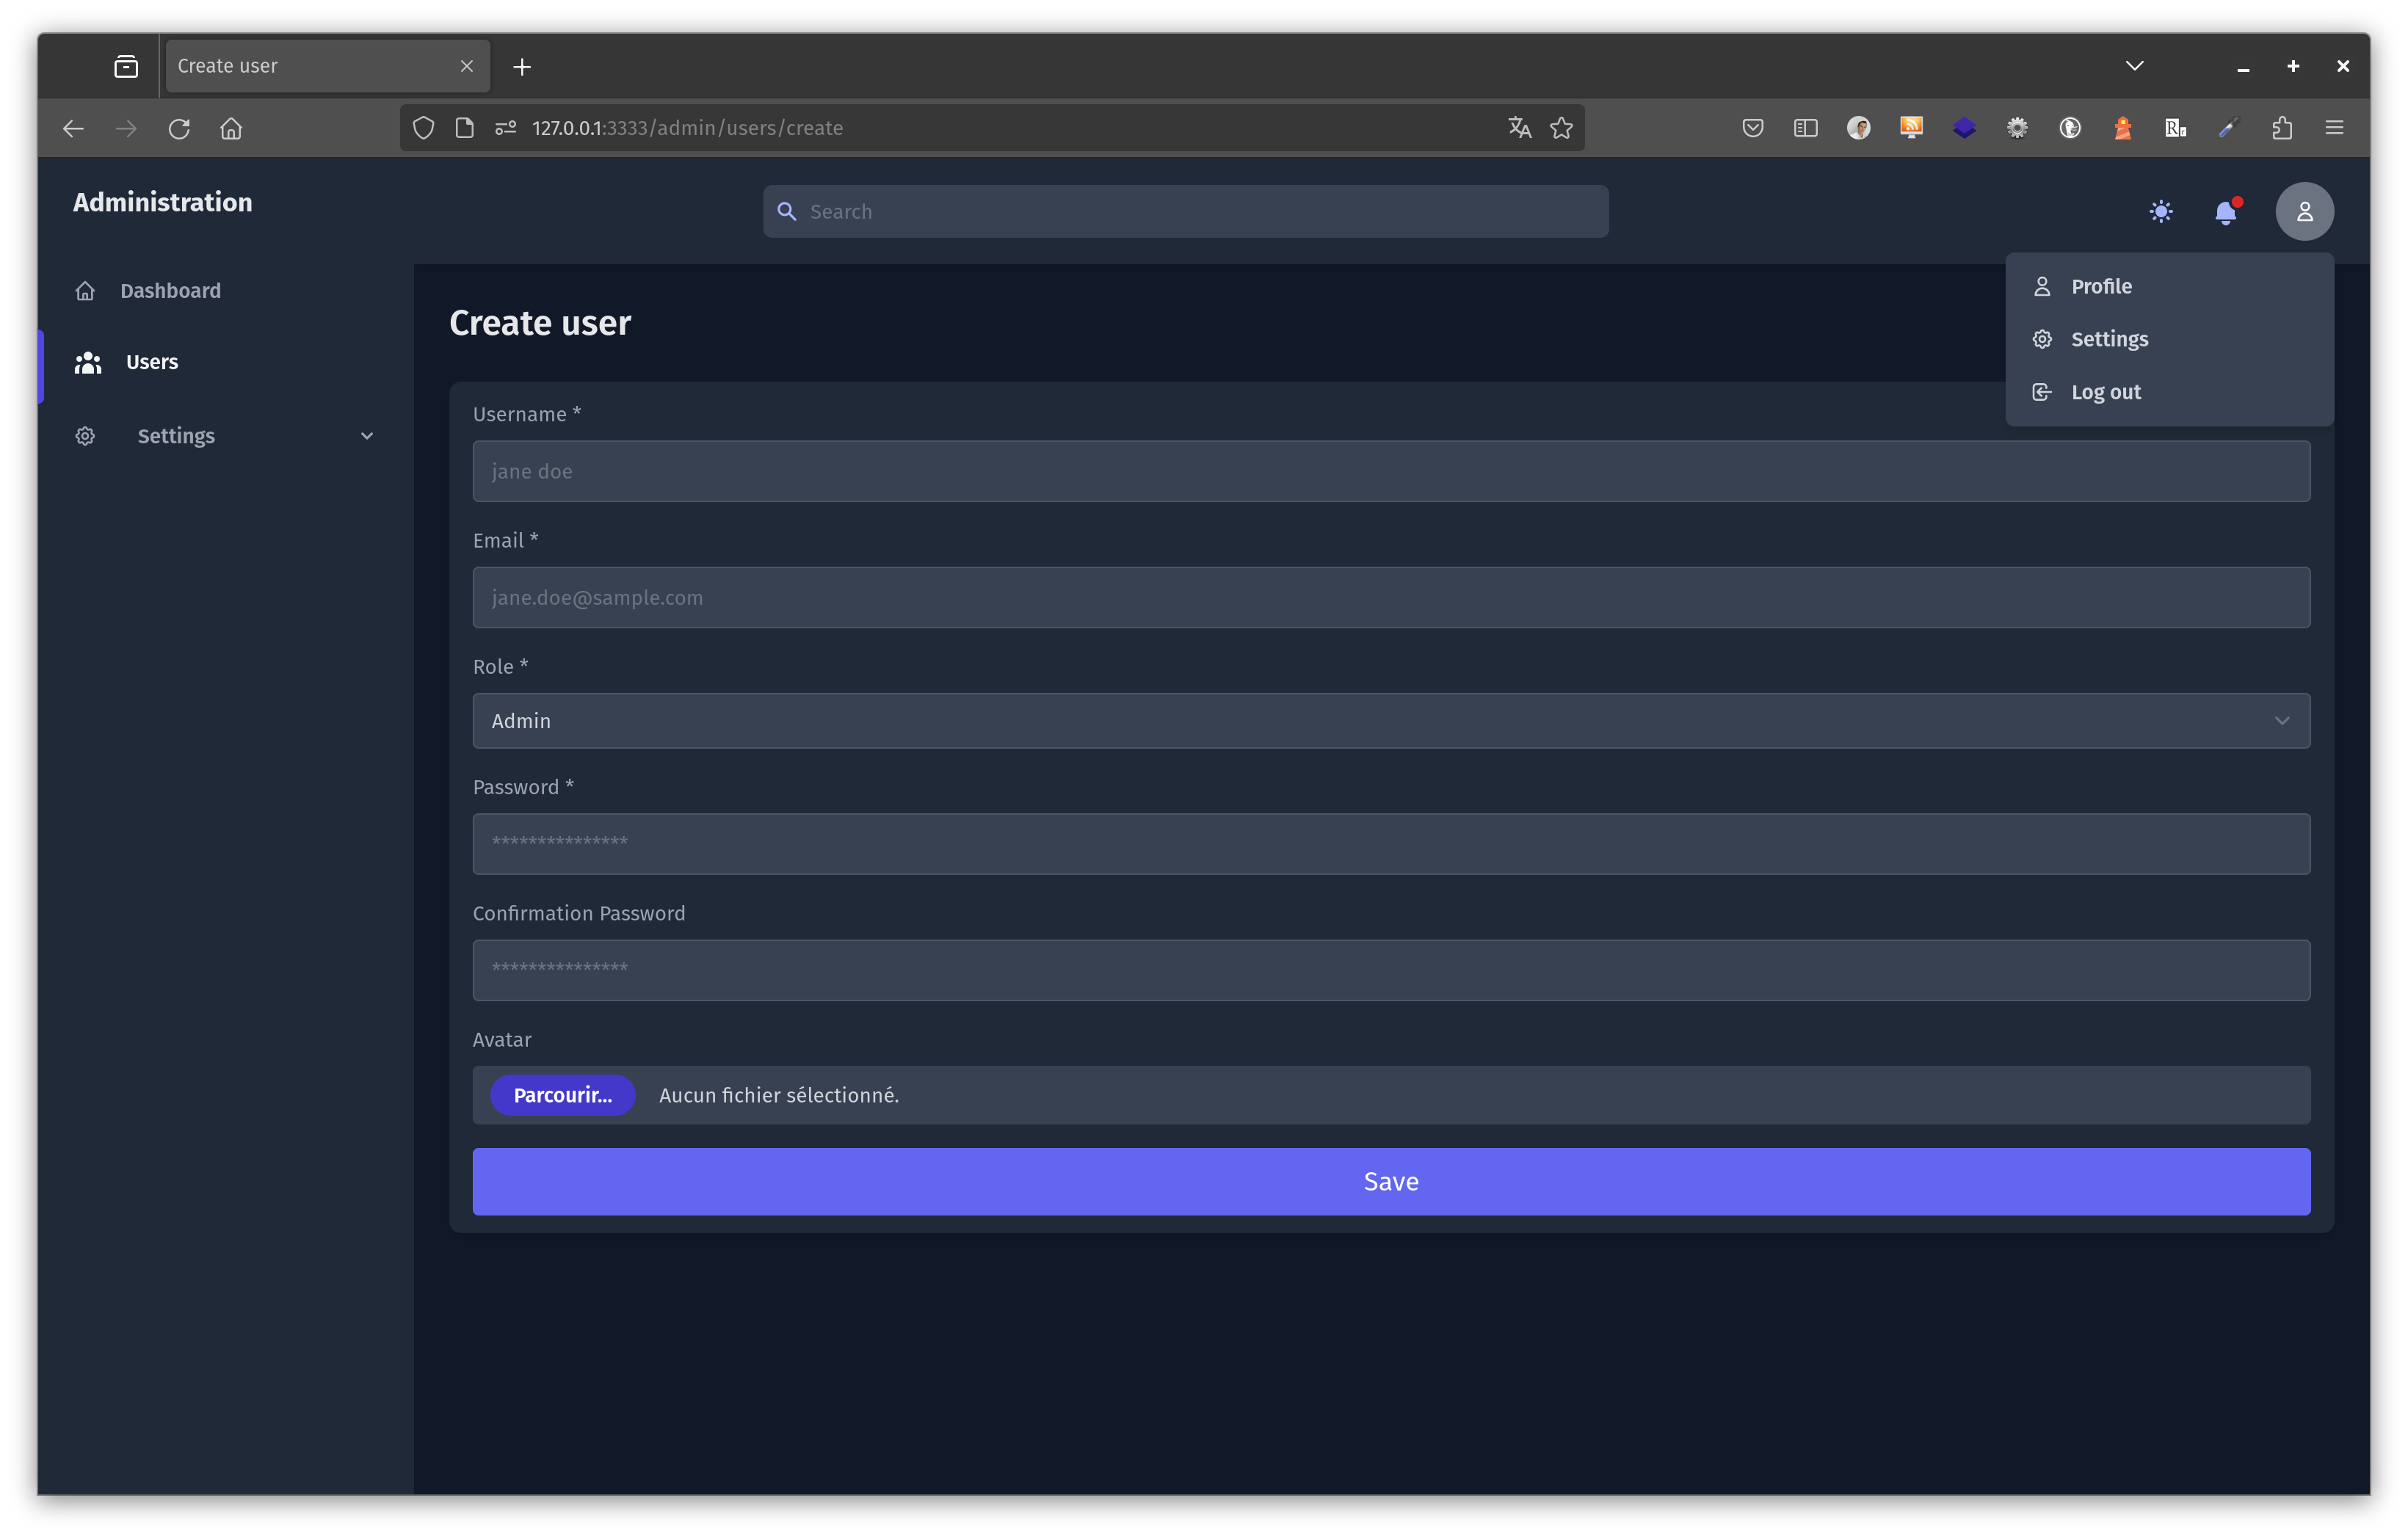 Create user
127.0.0.1:3333/admin/users/create
Administration
Search
Dashboard
Users
Settings
Profile
Settings
Log out
Create user
Username *
jane doe
Email *
jane.doe@sample.com
Role *
Admin
Password *
***************
Confirmation Password
***************
Avatar
Parcourir... Aucun fichier sélectionné.
Save